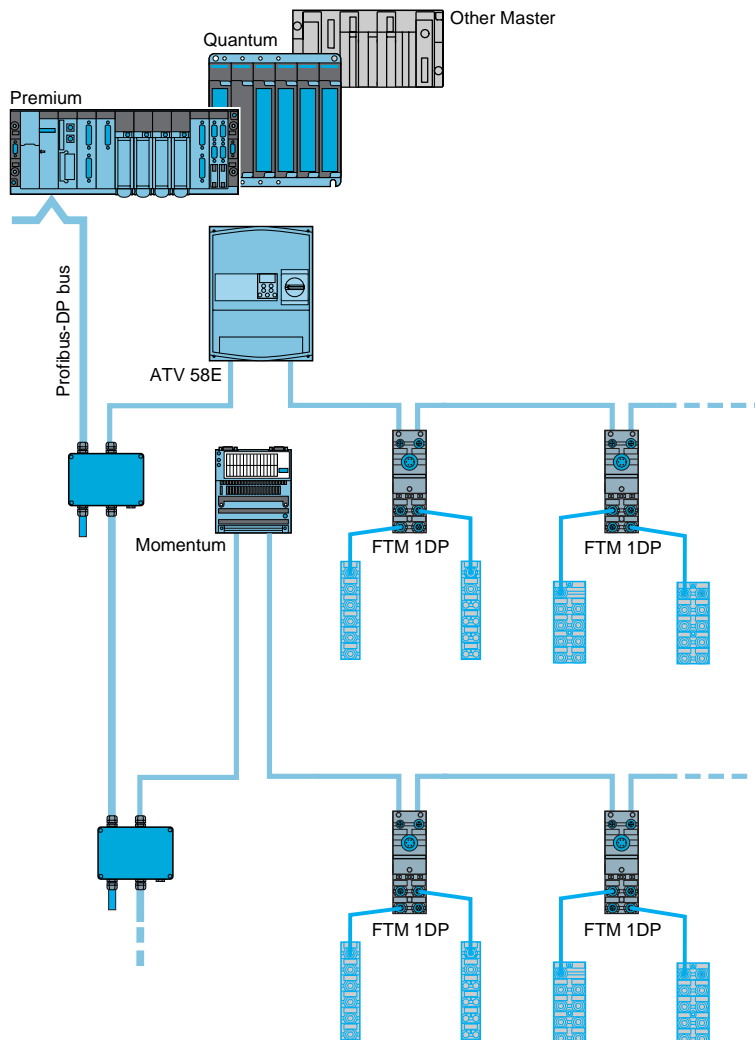 Other Master
Quantum
Premium
Profibus-DP bus
ATV 58E
Momentum
FTM 1DP
FTM 1DP
FTM 1DP
FTM 1DP